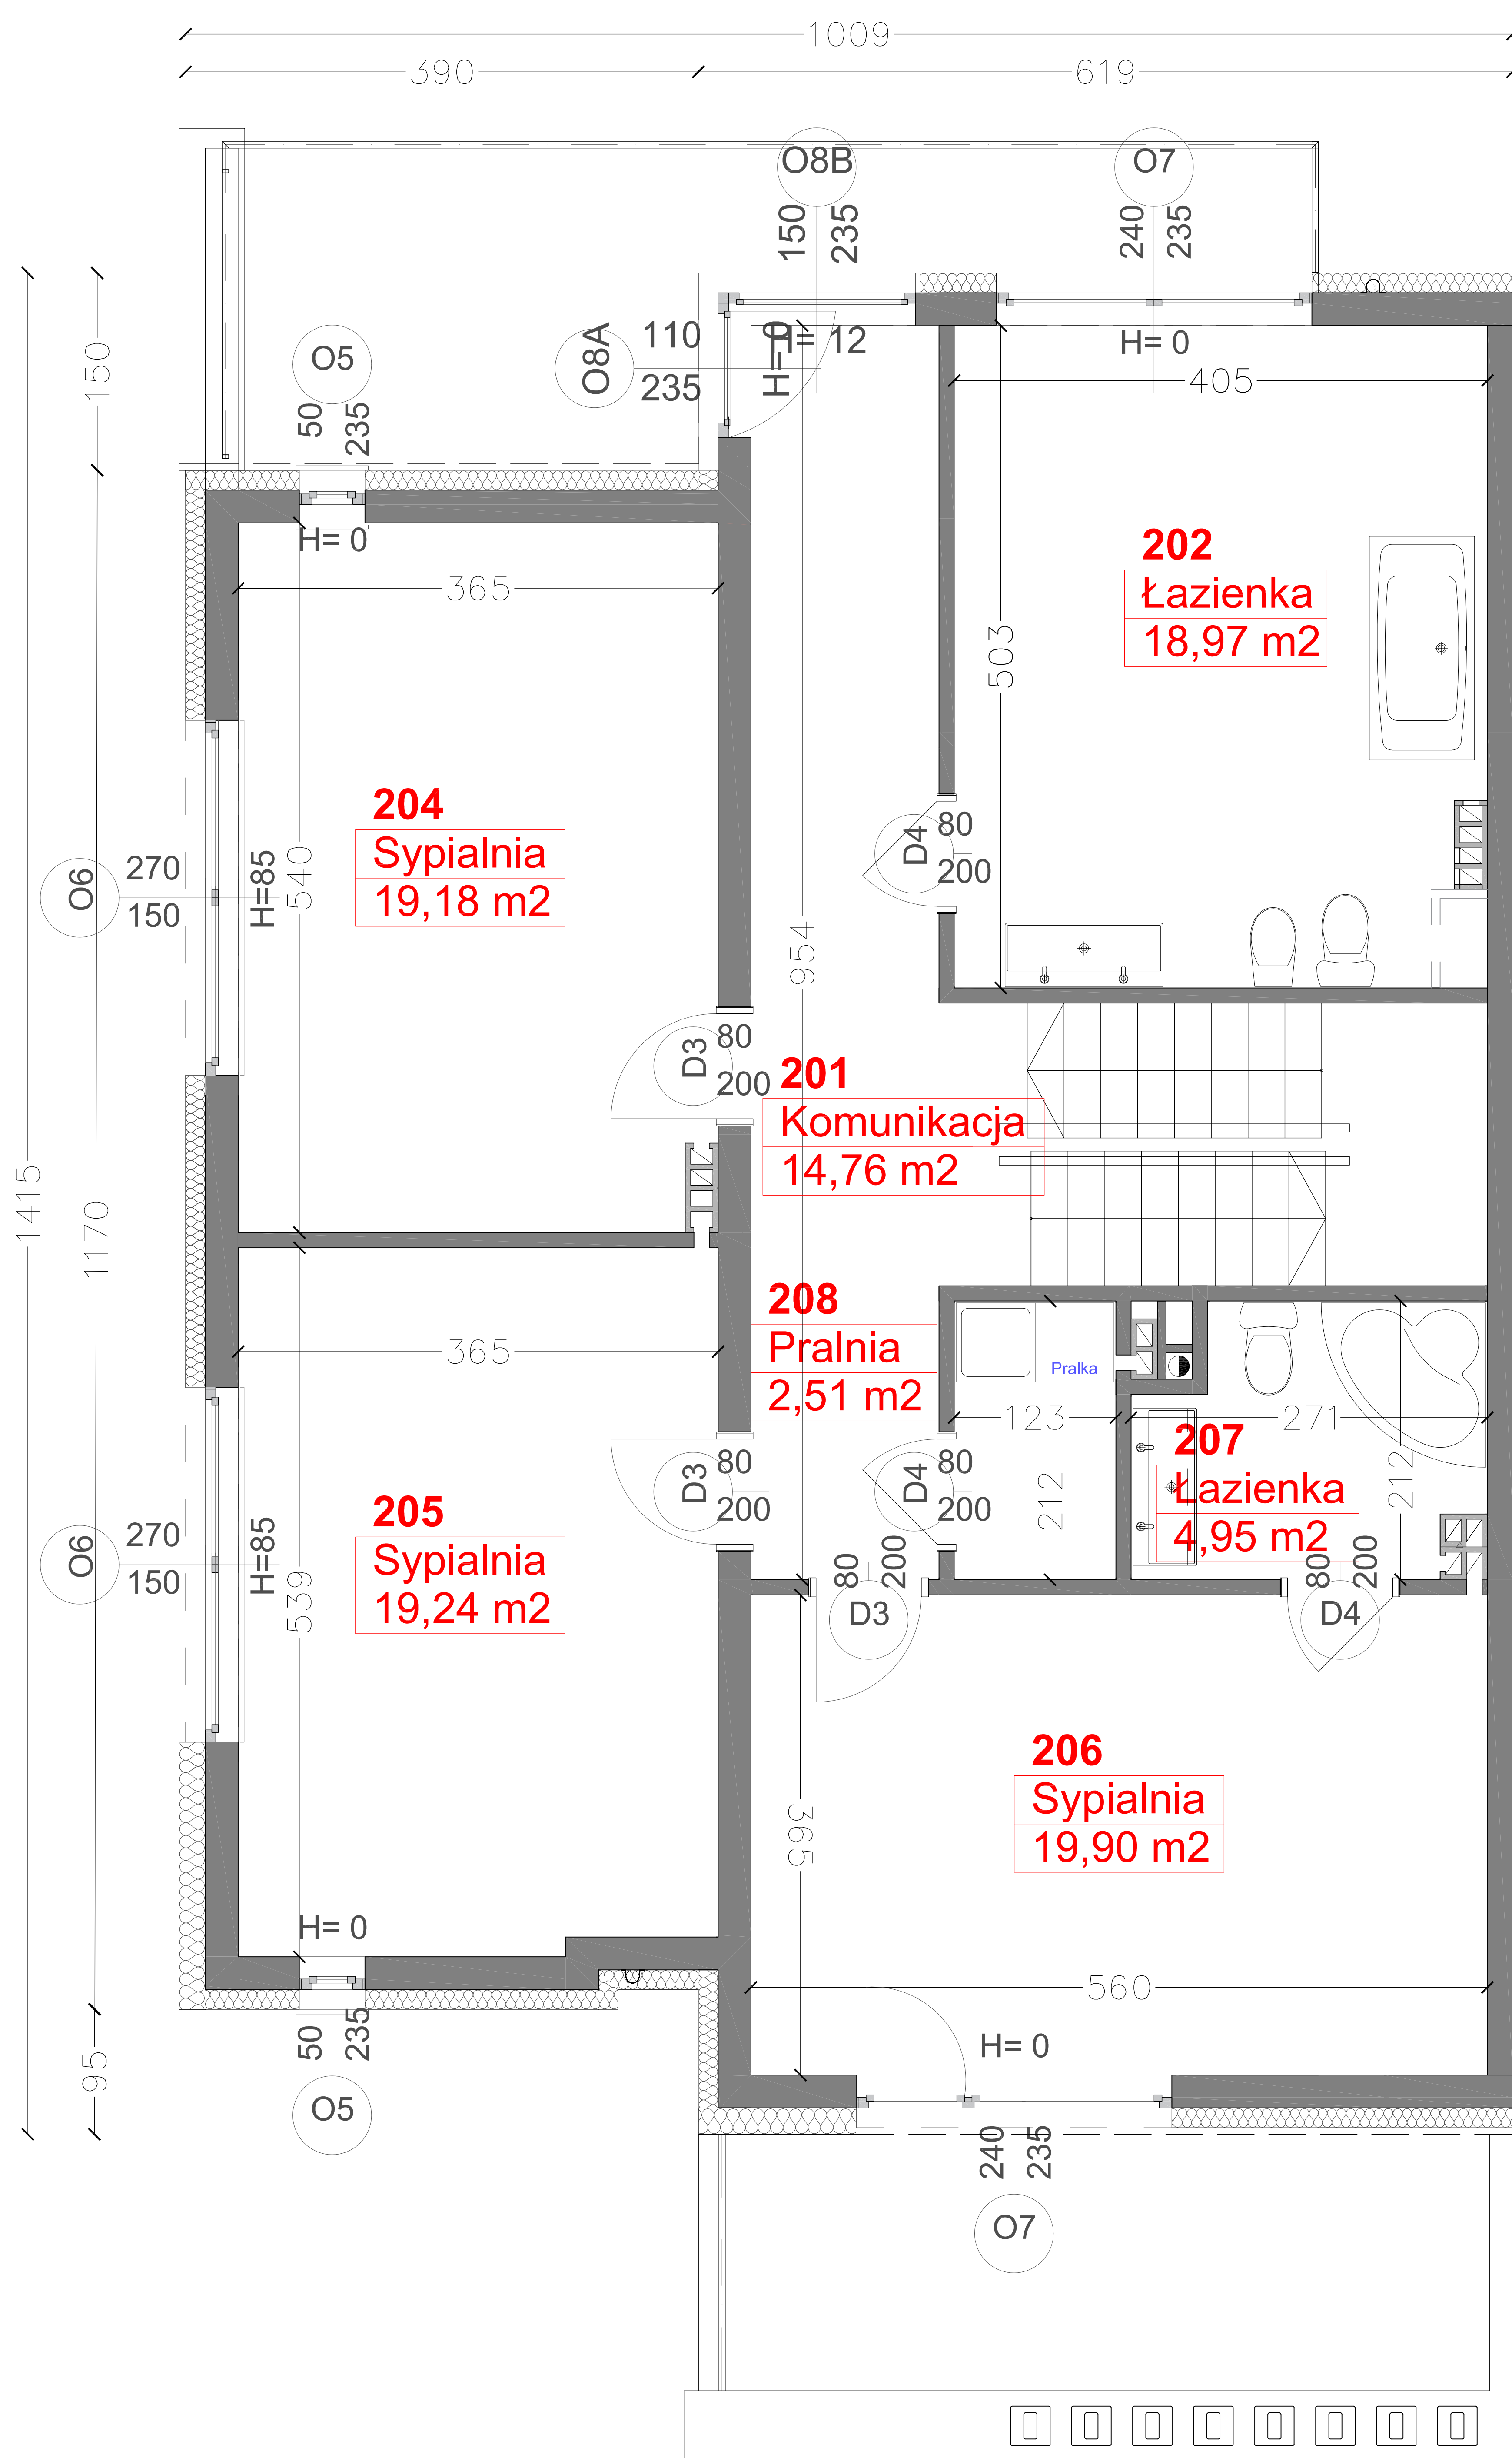 1009
390
619
O8B
O7
150
235
240
235
O5
O8A
110
235
H=0
H= 12
H= 0
50
235
150
405
H= 0
365
202
Łazienka
18,97 m2
503
204
Sypialnia
19,18 m2
O6
270
150
H=85
540
D4
80
200
954
D3
80
200
201
Komunikacja
14,76 m2
1415
1170
208
Pralnia
2,51 m2
365
Pralka
123
271
207
Łazienka
4,95 m2
212
212
D3
80
200
D4
80
200
205
Sypialnia
19,24 m2
O6
270
150
H=85
539
80
200
D3
80
200
D4
206
Sypialnia
19,90 m2
365
H= 0
560
H= 0
50
235
95
O5
240
235
O7